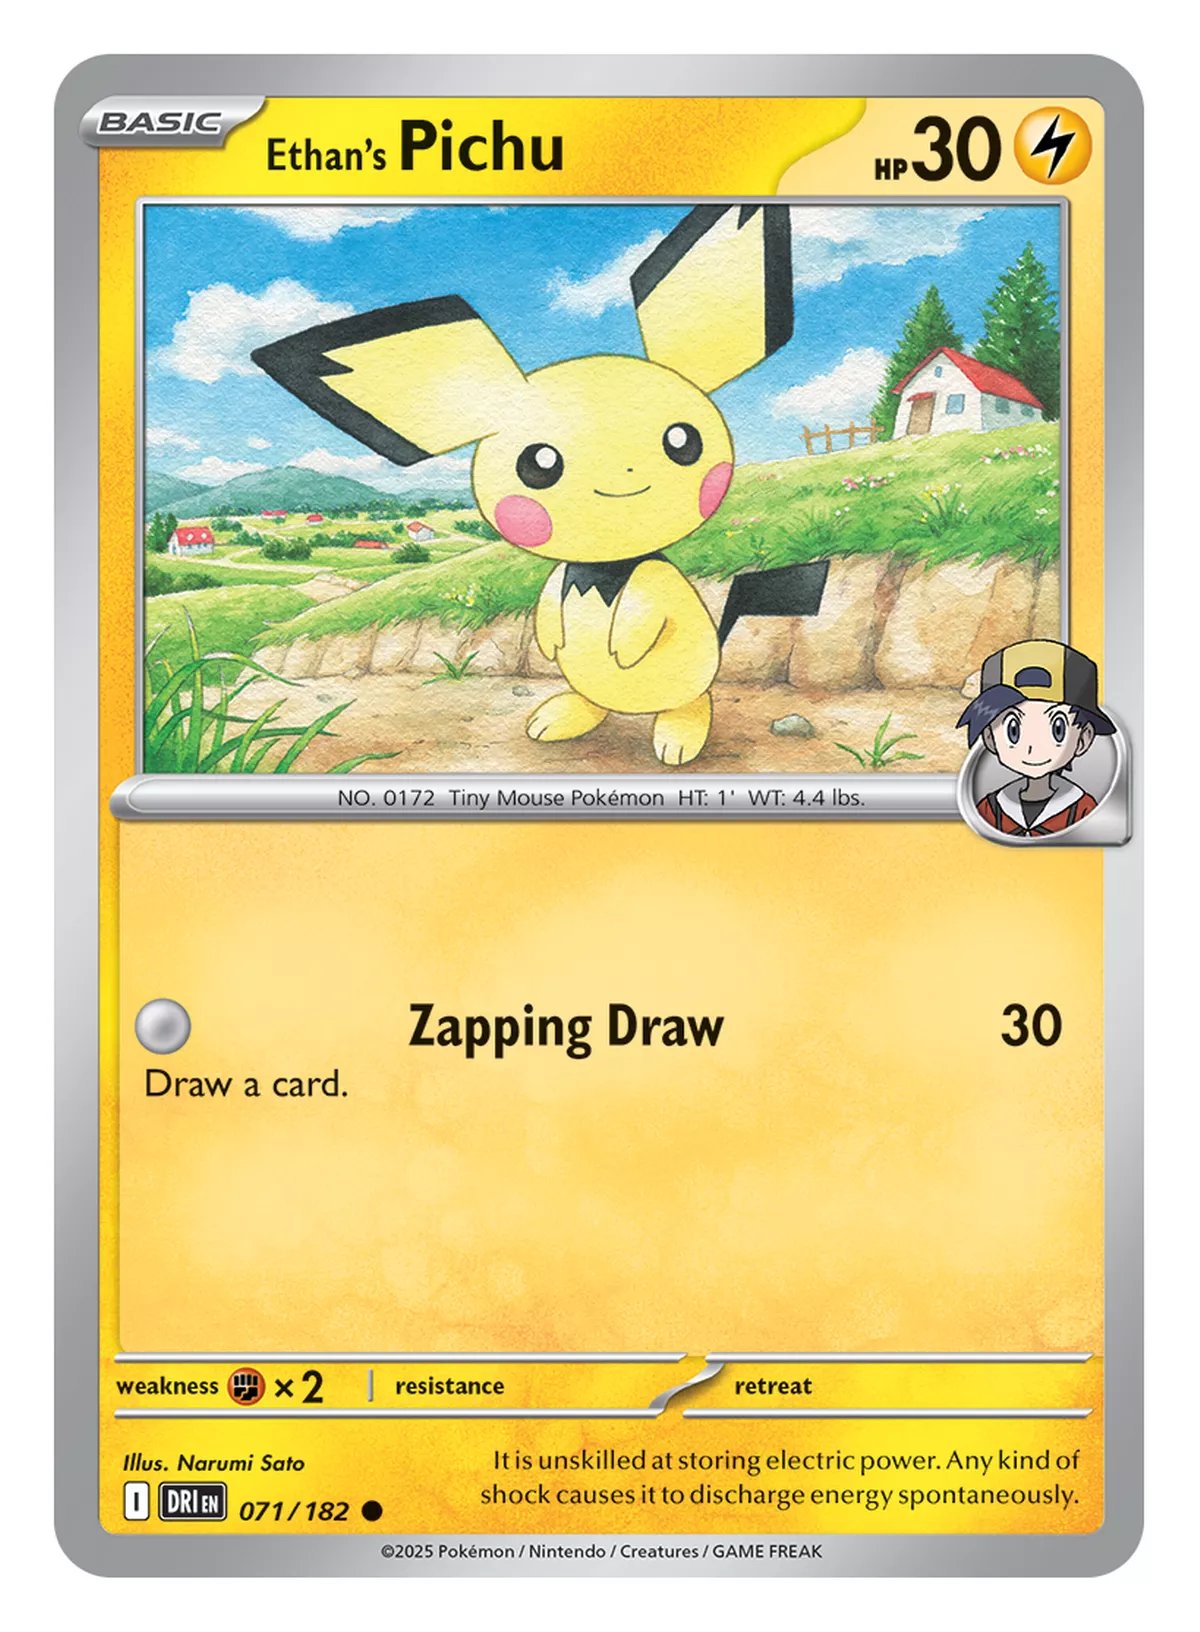 BASIC
Ethan's Pichu
HP 30
NO. 0172 Tiny Mouse Pokémon HT: 1' WT: 4.4 lbs.
Zapping Draw 30
Draw a card.
weakness ×2 resistance retreat
Illus. Narumi Sato
It is unskilled at storing electric power. Any kind of
shock causes it to discharge energy spontaneously.
I DRI EN 071/182
©2025 Pokémon / Nintendo / Creatures / GAME FREAK